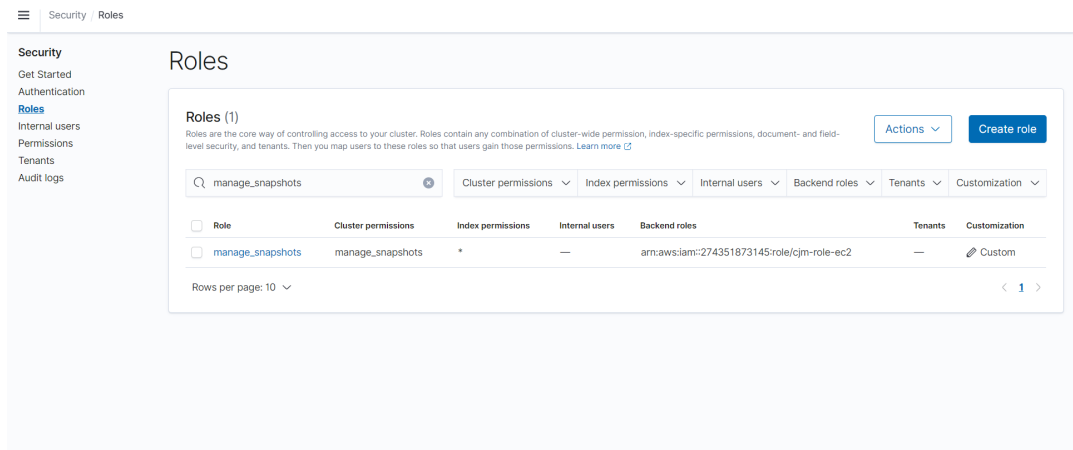 Security / Roles
Security
Get Started
Authentication
Roles
Internal users
Permissions
Tenants
Audit logs
Roles
Roles (1)
Roles are the core way of controlling access to your cluster. Roles contain any combination of cluster-wide permission, index-specific permissions, document- and field-
level security, and tenants. Then you map users to these roles so that users gain those permissions. Learn more
Actions
Create role
manage_snapshots
Cluster permissions
Index permissions
Internal users
Backend roles
Tenants
Customization
Role Cluster permissions Index permissions Internal users Backend roles Tenants Customization
manage_snapshots manage_snapshots * — arn:aws:iam::274351873145:role/cjm-role-ec2 — Custom
Rows per page: 10
1